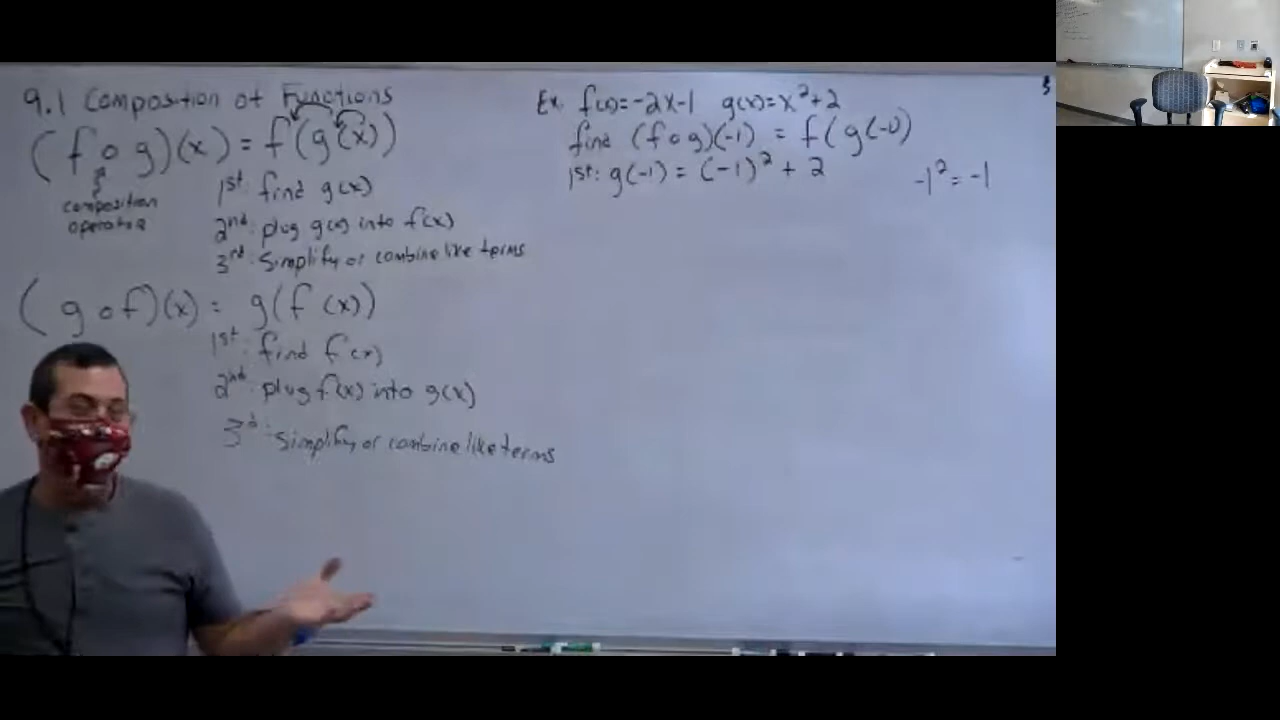 9.1 Composition of Functions
(f ∘ g)(x) = f(g(x))
composition
operator
1st: find g(x)
2nd: plug g(x) into f(x)
3rd: Simplify or combine like terms
(g ∘ f)(x) = g(f(x))
1st: find f(x)
2nd: plug f(x) into g(x)
3rd: Simplify or combine like terms
Ex: f(x)=-2x-1 g(x)=x²+2
find (f ∘ g)(-1) = f(g(-1))
1st: g(-1) = (-1)² + 2
-1² = -1